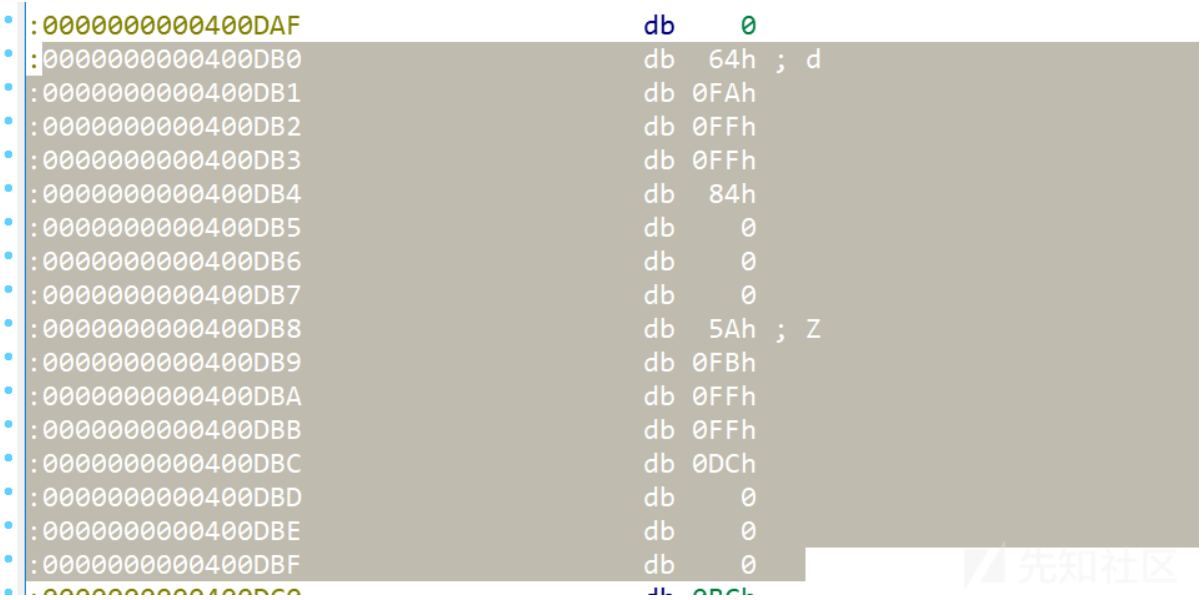 :0000000000400DAF db 0
:0000000000400DB0 db 64h ; d
:0000000000400DB1 db 0FAh
:0000000000400DB2 db 0FFh
:0000000000400DB3 db 0FFh
:0000000000400DB4 db 84h
:0000000000400DB5 db 0
:0000000000400DB6 db 0
:0000000000400DB7 db 0
:0000000000400DB8 db 5Ah ; Z
:0000000000400DB9 db 0FBh
:0000000000400DBA db 0FFh
:0000000000400DBB db 0FFh
:0000000000400DBC db 0DCh
:0000000000400DBD db 0
:0000000000400DBE db 0
:0000000000400DBF db 0
先知社区